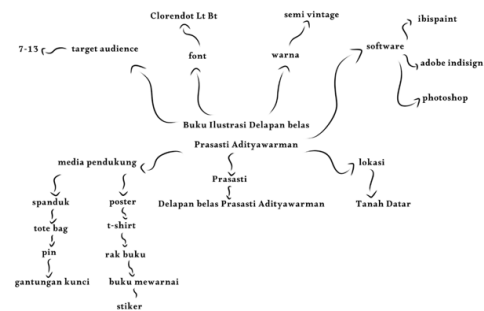 Clorendot Lt Bt
semi vintage
ibispaint
7-13
target audience
font
warna
software
adobe indisign
photoshop
Buku Ilustrasi Delapan belas
Prasasti Adityawarman
media pendukung
lokasi
Prasasti
spanduk
poster
Delapan belas Prasasti Adityawarman
Tanah Datar
tote bag
t-shirt
pin
rak buku
gantungan kunci
buku mewarnai
stiker